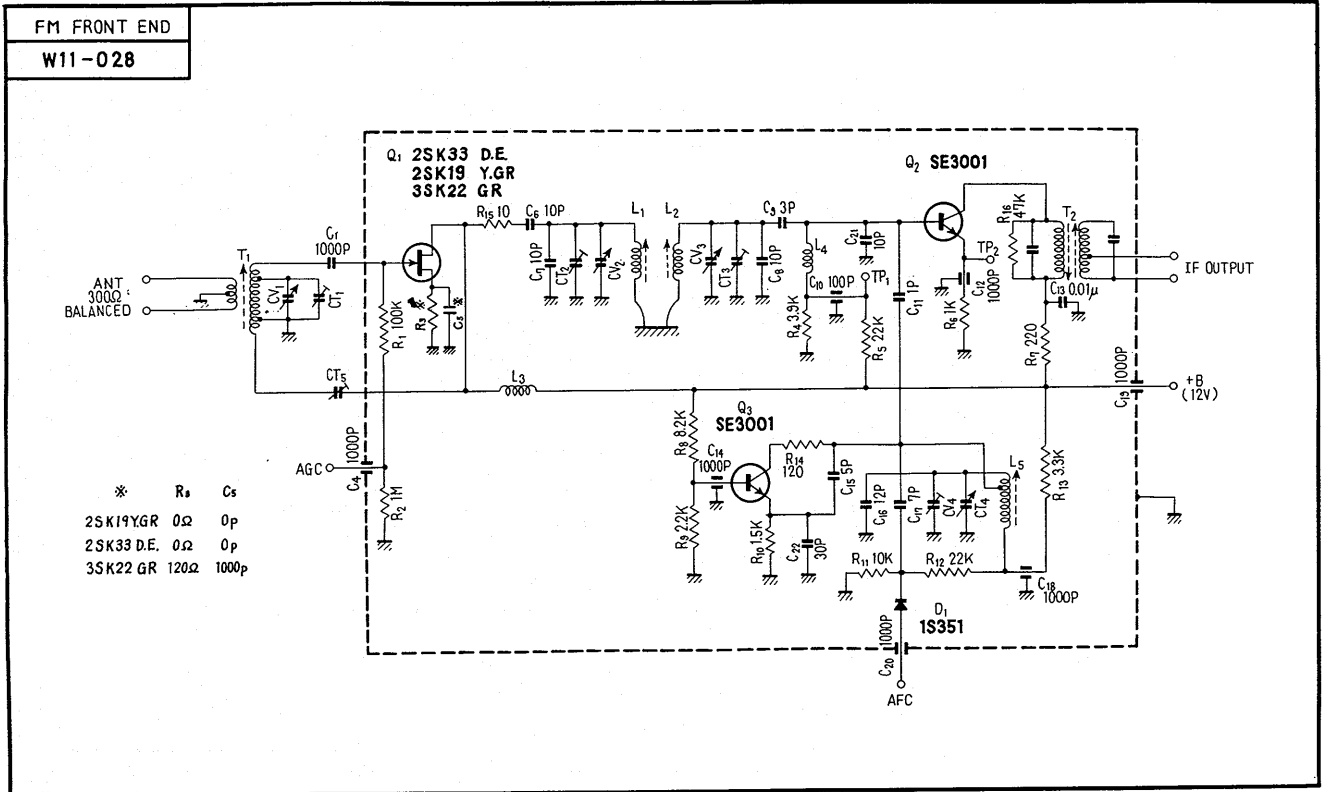 FM FRONT END
W11-028
Q1 2SK33 D.E.
2SK19 Y.GR
3SK22 GR
Q2 SE3001
R15 10
C6 10P
L1
L2
C9 3P
C21 10P
R16 47K
T2
TP2
C12 1000P
IF OUTPUT
C13 0.01μ
Cr 1000P
T1
CV1
CT1
ANT
300Ω
BALANCED
R1 100K
R3 ※
C5 ※
C7 10P
CT2
CV2
CV3
CT3
C8 10P
L4
C10 100P
TP1
R4 3.9K
R5 22K
C11 1P
R6 1K
R7 220
CT5
L3
C19 1000P
+B
(12V)
Q3
SE3001
R8 8.2K
C14 1000P
R14 120
C15 5P
L5
R13 3.3K
AGC
C4 1000P
R2 1M
R9 2.2K
R10 1.5K
C22 30P
C16 12P
C17 7P
CV4
CT4
R11 10K
R12 22K
C18 1000P
D1
1S351
C20 1000P
AFC
※ R3 C5
2SK19Y.GR 0Ω 0p
2SK33 D.E. 0Ω 0p
3SK22 GR 120Ω 1000p